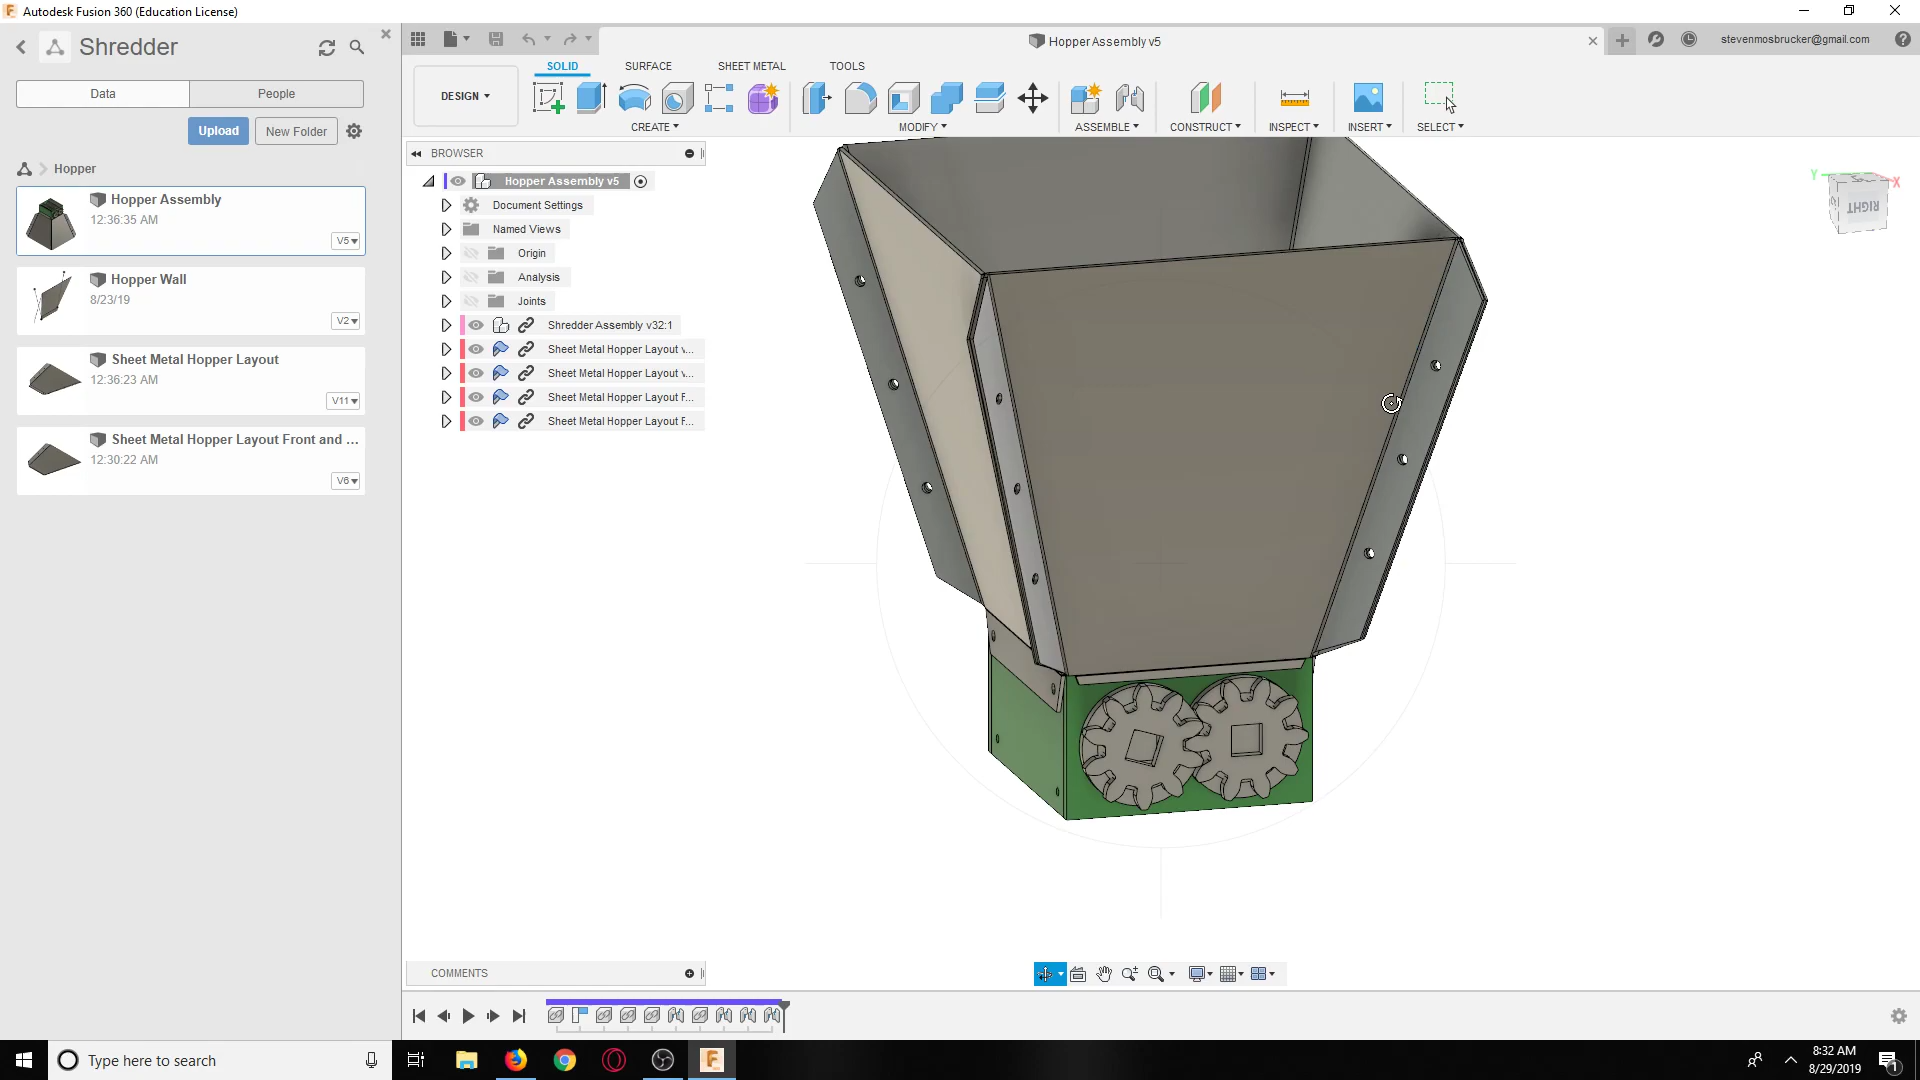 Autodesk Fusion 360 (Education License)
Shredder
Data
People
Upload
New Folder
Hopper
Hopper Assembly
12:36:35 AM
V5
Hopper Wall
8/23/19
V2
Sheet Metal Hopper Layout
12:36:23 AM
V11
Sheet Metal Hopper Layout Front and ...
12:30:22 AM
V6
Hopper Assembly v5
stevenmosbrucker@gmail.com
DESIGN
SOLID
SURFACE
SHEET METAL
TOOLS
CREATE
MODIFY
ASSEMBLE
CONSTRUCT
INSPECT
INSERT
SELECT
BROWSER
Hopper Assembly v5
Document Settings
Named Views
Origin
Analysis
Joints
Shredder Assembly v32:1
Sheet Metal Hopper Layout v...
Sheet Metal Hopper Layout v...
Sheet Metal Hopper Layout F...
Sheet Metal Hopper Layout F...
Y
X
RIGHT
COMMENTS
Type here to search
8:32 AM
8/29/2019
1